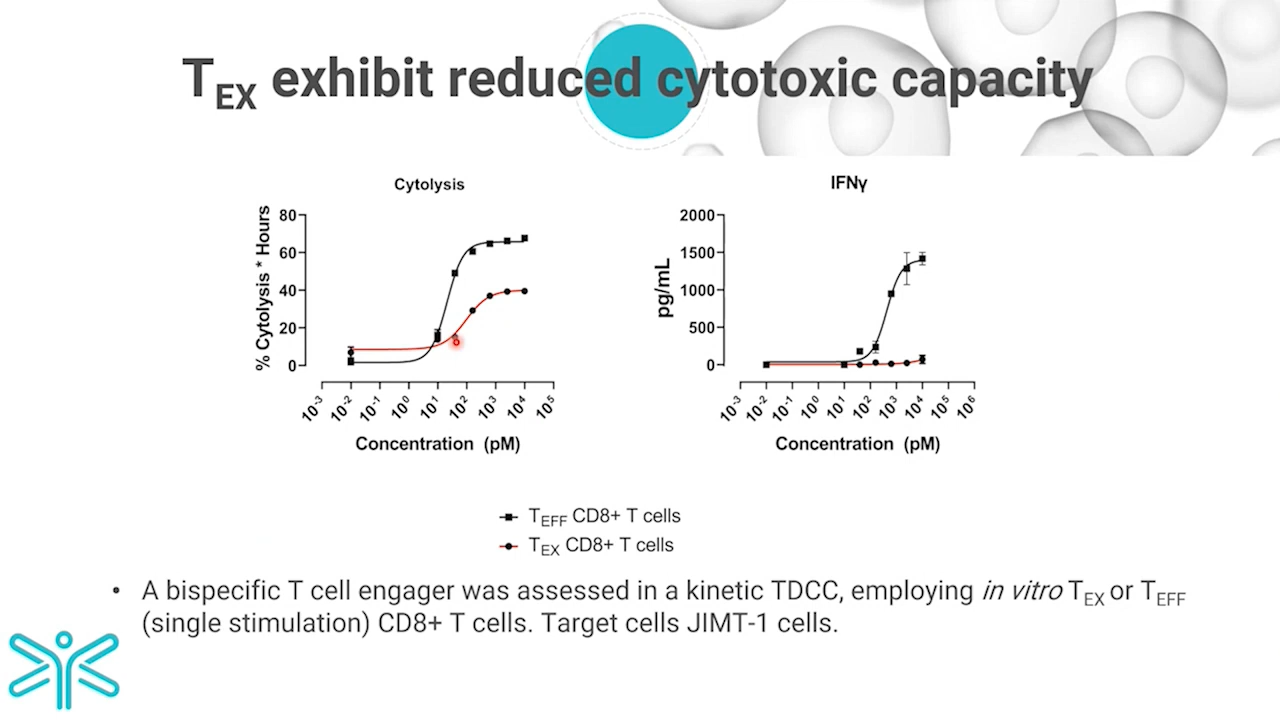 T_EX exhibit reduced cytotoxic capacity
Cytolysis
% Cytolysis * Hours
80
60
40
20
0
10^-3 10^-2 10^-1 10^0 10^1 10^2 10^3 10^4 10^5
Concentration (pM)
IFNγ
pg/mL
2000
1500
1000
500
0
10^-3 10^-2 10^-1 10^0 10^1 10^2 10^3 10^4 10^5 10^6
Concentration (pM)
T_EFF CD8+ T cells
T_EX CD8+ T cells
• A bispecific T cell engager was assessed in a kinetic TDCC, employing in vitro T_EX or T_EFF
(single stimulation) CD8+ T cells. Target cells JIMT-1 cells.